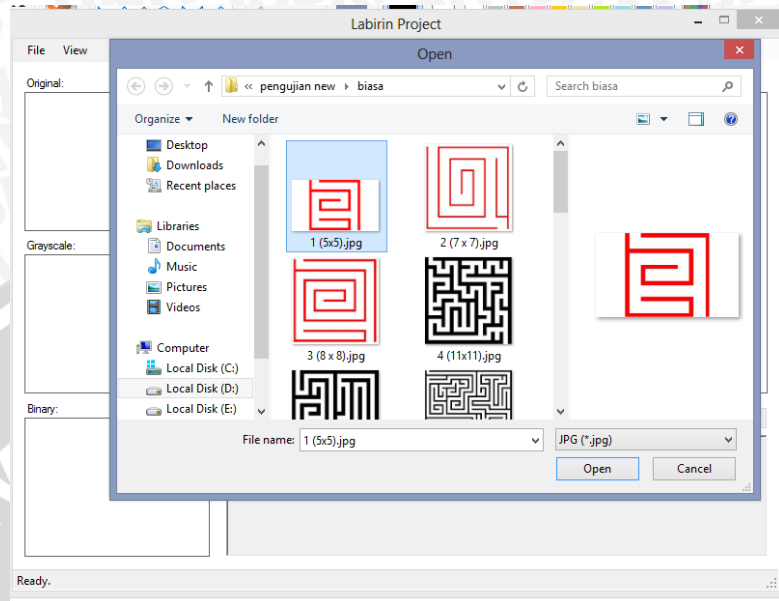 Labirin Project
File View
Open
« pengujian new biasa
Search biasa
Organize
New folder
Original:
Desktop
Downloads
Recent places
Libraries
Documents
Music
Pictures
Videos
Computer
Local Disk (C:)
Local Disk (D:)
Local Disk (E:)
1 (5x5).jpg
2 (7 x 7).jpg
3 (8 x 8).jpg
4 (11x11).jpg
Grayscale:
Binary:
File name: 1 (5x5).jpg
JPG (*.jpg)
Open
Cancel
Ready.